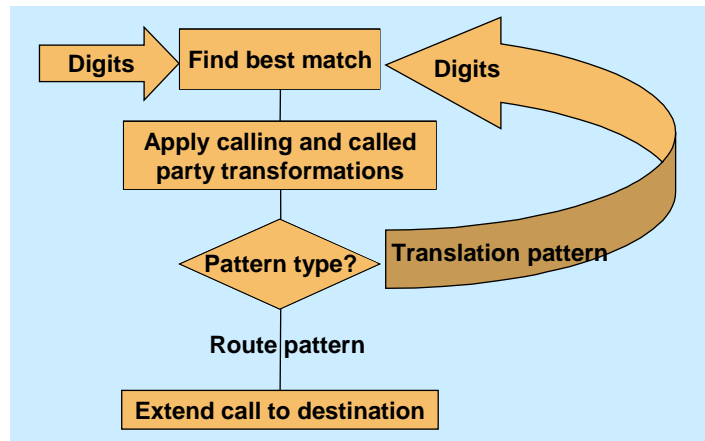 Digits
Find best match
Digits
Apply calling and called
party transformations
Pattern type?
Translation pattern
Route pattern
Extend call to destination